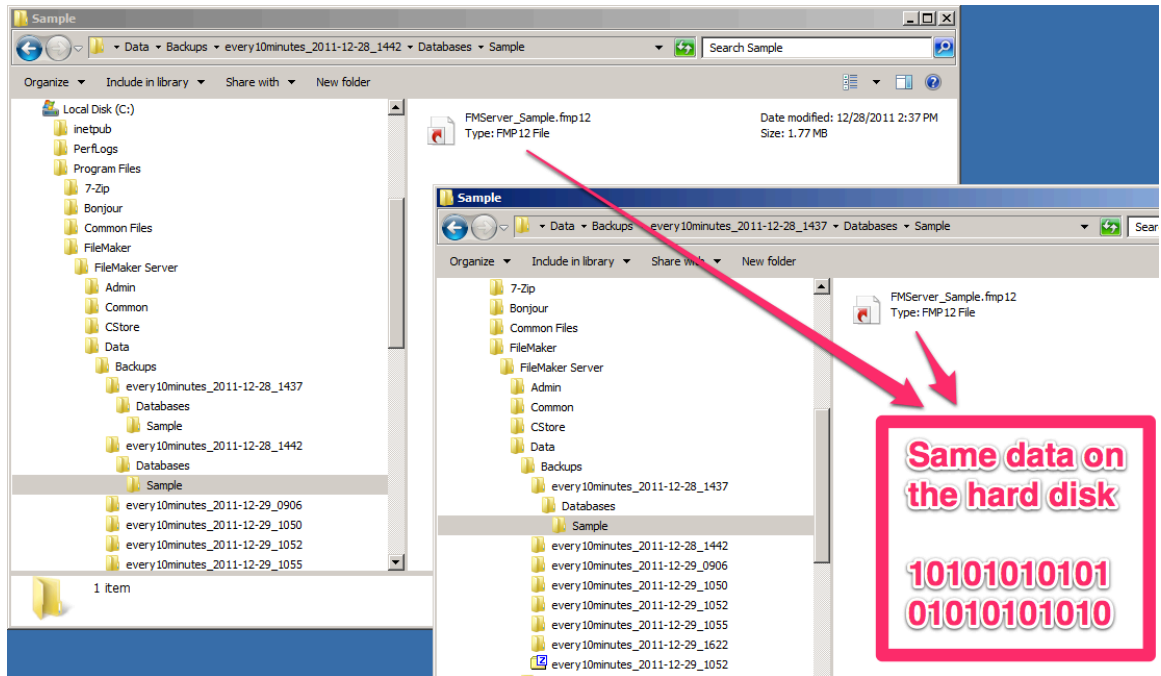 Sample
Data Backups every10minutes_2011-12-28_1442 Databases Sample
Search Sample
Organize Include in library Share with New folder
Local Disk (C:)
inetpub
PerfLogs
Program Files
7-Zip
Bonjour
Common Files
FileMaker
FileMaker Server
Admin
Common
CStore
Data
Backups
every10minutes_2011-12-28_1437
Databases
Sample
every10minutes_2011-12-28_1442
Databases
Sample
every10minutes_2011-12-29_0906
every10minutes_2011-12-29_1050
every10minutes_2011-12-29_1052
every10minutes_2011-12-29_1055
1 item
FMServer_Sample.fmp12
Type: FMP12 File
Date modified: 12/28/2011 2:37 PM
Size: 1.77 MB
Sample
Data Backups every10minutes_2011-12-28_1437 Databases Sample
Sear
Organize Include in library Share with New folder
7-Zip
Bonjour
Common Files
FileMaker
FileMaker Server
Admin
Common
CStore
Data
Backups
every10minutes_2011-12-28_1437
Databases
Sample
every10minutes_2011-12-28_1442
every10minutes_2011-12-29_0906
every10minutes_2011-12-29_1050
every10minutes_2011-12-29_1052
every10minutes_2011-12-29_1055
every10minutes_2011-12-29_1622
every10minutes_2011-12-29_1052
FMServer_Sample.fmp12
Type: FMP12 File
Same data on
the hard disk
10101010101
01010101010